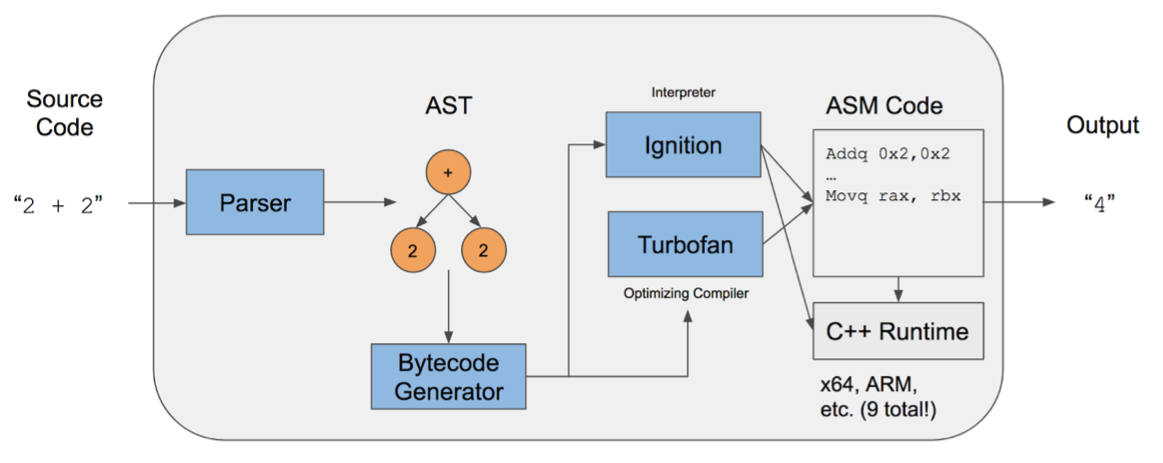 Source
Code
“2 + 2”
Parser
AST
+
2
2
Bytecode
Generator
Interpreter
Ignition
Turbofan
Optimizing Compiler
ASM Code
Addq 0x2,0x2
…
Movq rax, rbx
C++ Runtime
x64, ARM,
etc. (9 total!)
Output
“4”